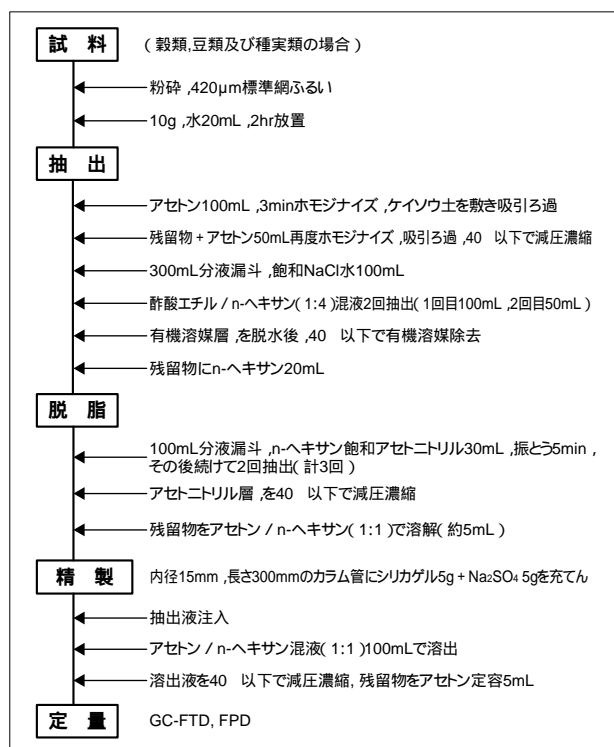 試 料 (穀類,豆類及び種実類の場合)
粉砕,420μm標準網ふるい
10g,水20mL,2hr放置
抽 出
アセトン100mL,3minホモジナイズ,ケイソウ土を敷き吸引ろ過
残留物+アセトン50mL再度ホモジナイズ,吸引ろ過,40 以下で減圧濃縮
300mL分液漏斗,飽和NaCl水100mL
酢酸エチル/n-ヘキサン(1:4)混液2回抽出(1回目100mL,2回目50mL)
有機溶媒層,を脱水後,40 以下で有機溶媒除去
残留物にn-ヘキサン20mL
脱 脂
100mL分液漏斗,n-ヘキサン飽和アセトニトリル30mL,振とう5min,
その後続けて2回抽出(計3回)
アセトニトリル層,を40 以下で減圧濃縮
残留物をアセトン/n-ヘキサン(1:1)で溶解(約5mL)
精 製 内径15mm,長さ300mmのカラム管にシリカゲル5g+Na2SO4 5gを充てん
抽出液注入
アセトン/n-ヘキサン混液(1:1)100mLで溶出
溶出液を40 以下で減圧濃縮, 残留物をアセトン定容5mL
定 量 GC-FTD, FPD